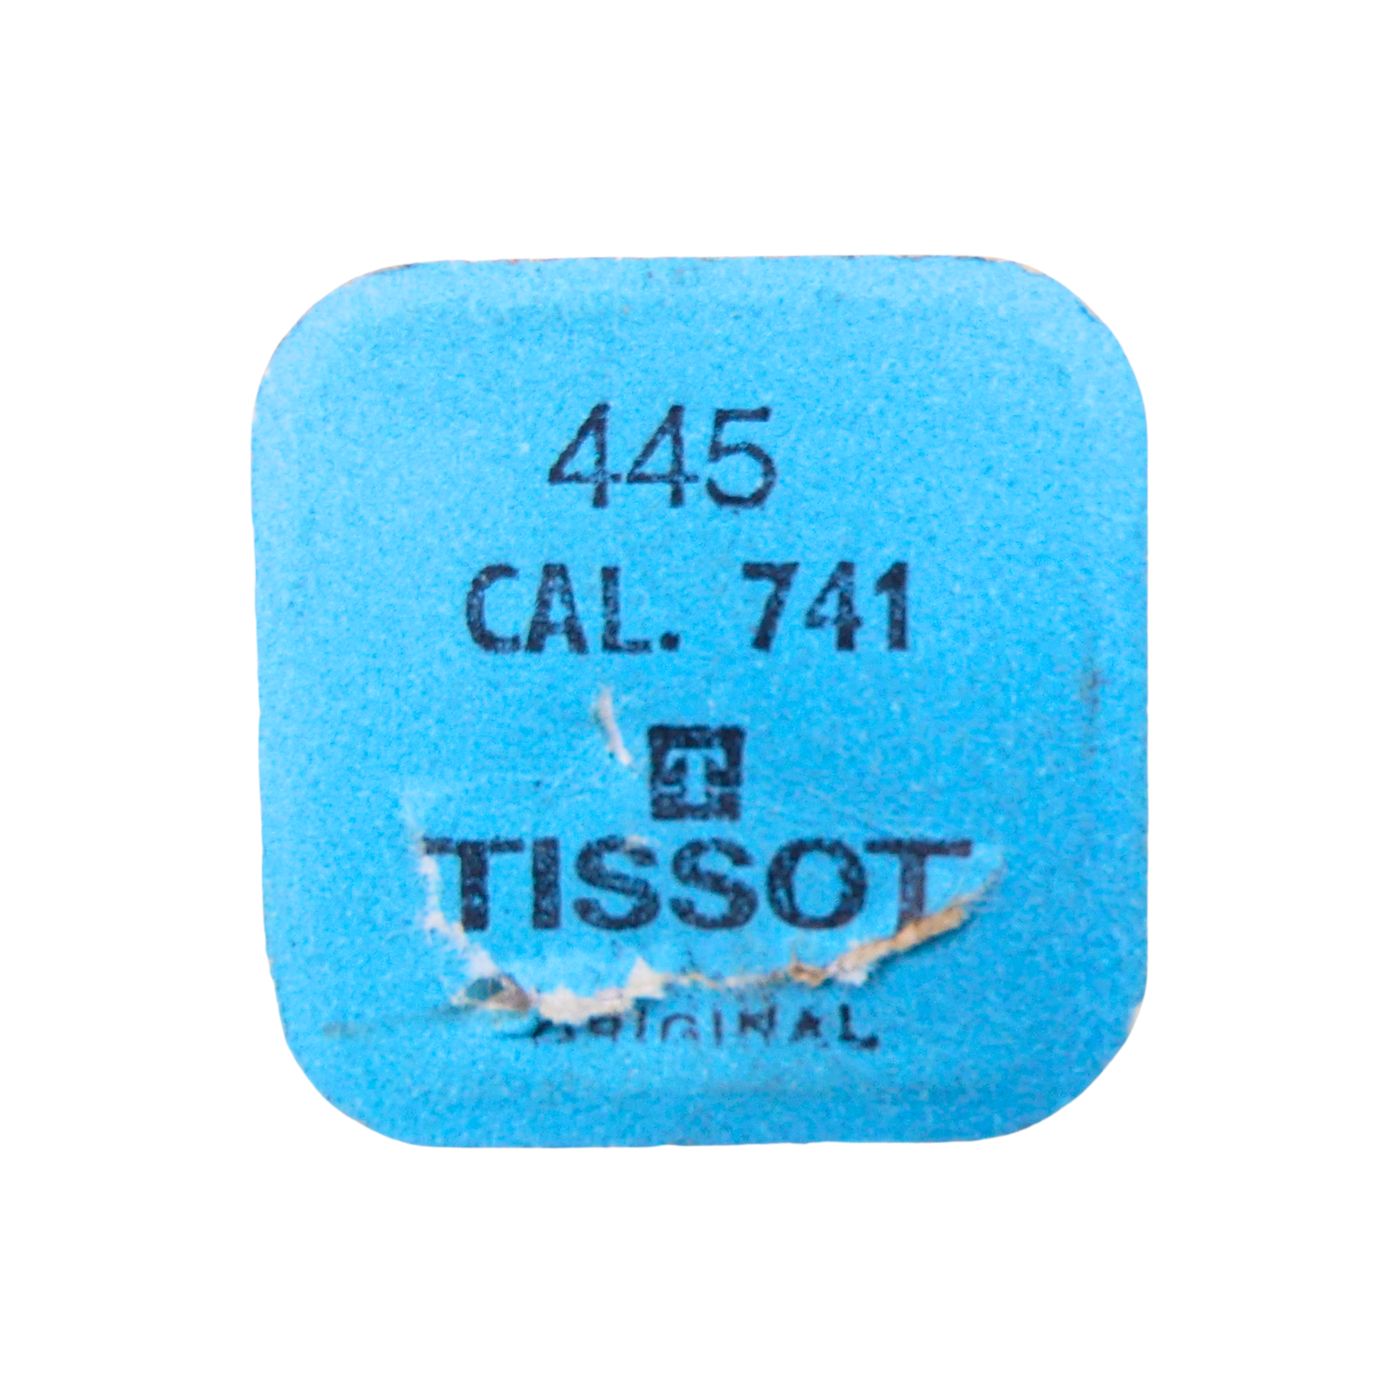 445
CAL. 741
T
TISSOT
ORIGINAL